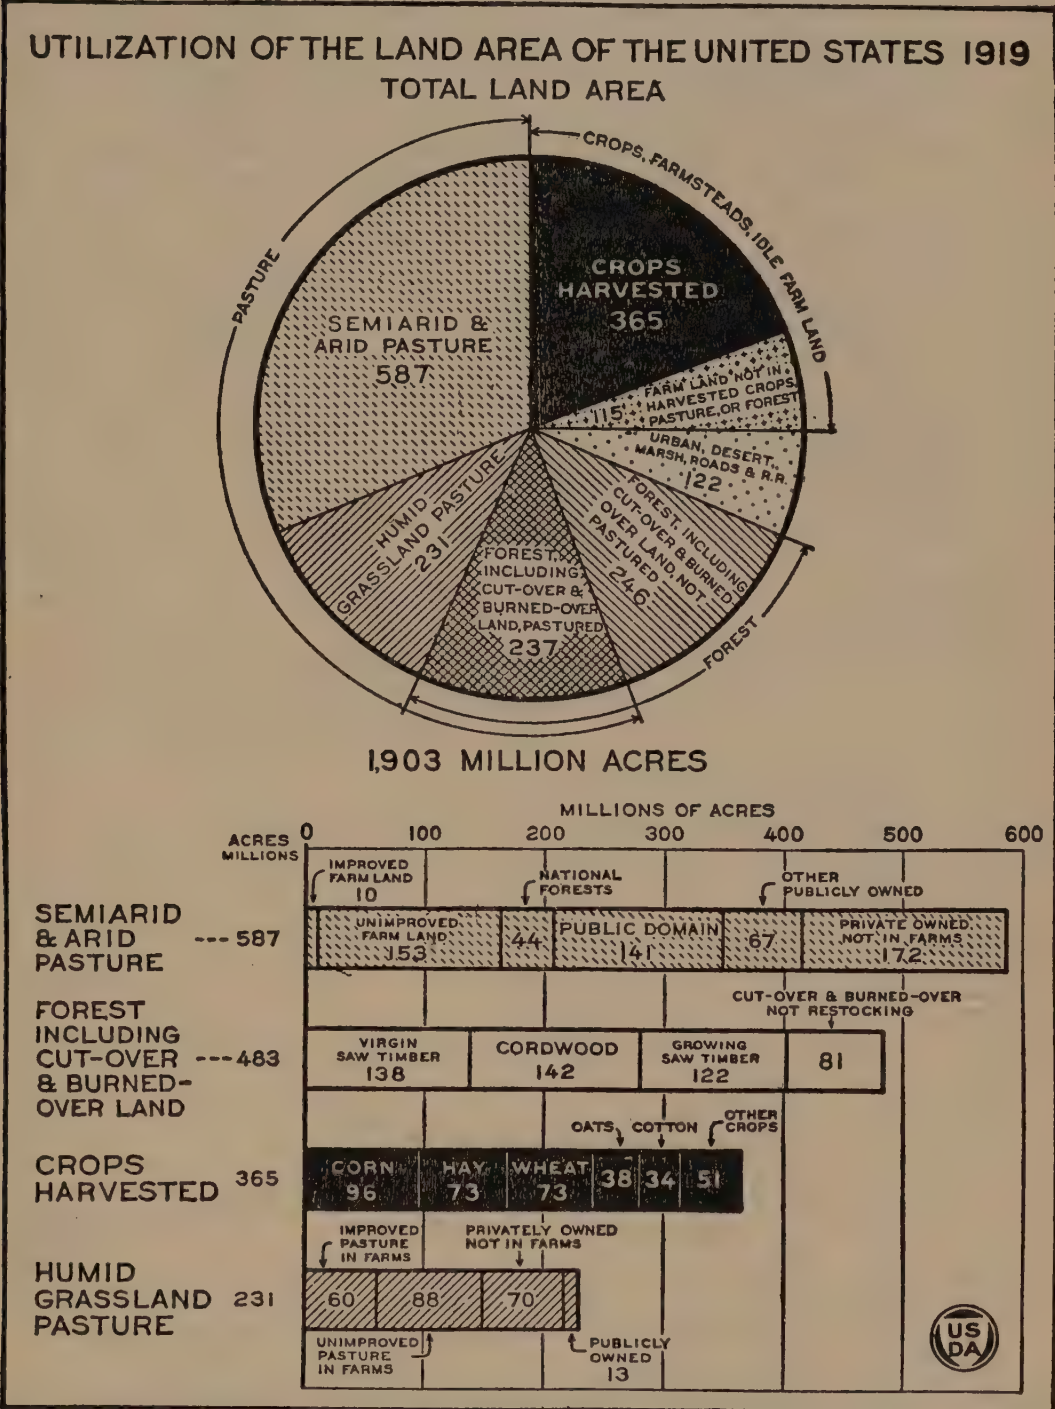 UTILIZATION OF THE LAND AREA OF THE UNITED STATES 1919
TOTAL LAND AREA
CROPS, FARMSTEADS, IDLE FARM LAND
PASTURE
CROPS
HARVESTED
365
SEMIARID &
ARID PASTURE
587
FARM LAND NOT IN
HARVESTED CROPS,
PASTURE, OR FOREST
115
URBAN, DESERT,
MARSH, ROADS & R.R.
122
HUMID
GRASSLAND PASTURE
231
FOREST,
INCLUDING
CUT-OVER &
BURNED-OVER
LAND, PASTURED
237
FOREST, INCLUDING
CUT-OVER & BURNED
OVER LAND, NOT
PASTURED
246
FOREST
1,903 MILLION ACRES
MILLIONS OF ACRES
ACRES
MILLIONS
0 100 200 300 400 500 600
IMPROVED
FARM LAND
10
NATIONAL
FORESTS
OTHER
PUBLICLY OWNED
SEMIARID
& ARID --- 587
PASTURE
UNIMPROVED
FARM LAND
153
44
PUBLIC DOMAIN
141
67
PRIVATE OWNED
NOT IN FARMS
172
CUT-OVER & BURNED-OVER
NOT RESTOCKING
FOREST
INCLUDING
CUT-OVER --- 483
& BURNED-
OVER LAND
VIRGIN
SAW TIMBER
138
CORDWOOD
142
GROWING
SAW TIMBER
122
81
OATS COTTON OTHER
CROPS
CROPS
HARVESTED 365
CORN
96
HAY
73
WHEAT
73
38 34 51
IMPROVED
PASTURE
IN FARMS
PRIVATELY OWNED
NOT IN FARMS
HUMID
GRASSLAND 231
PASTURE
60 88 70
UNIMPROVED
PASTURE
IN FARMS
PUBLICLY
OWNED
13
US
DA